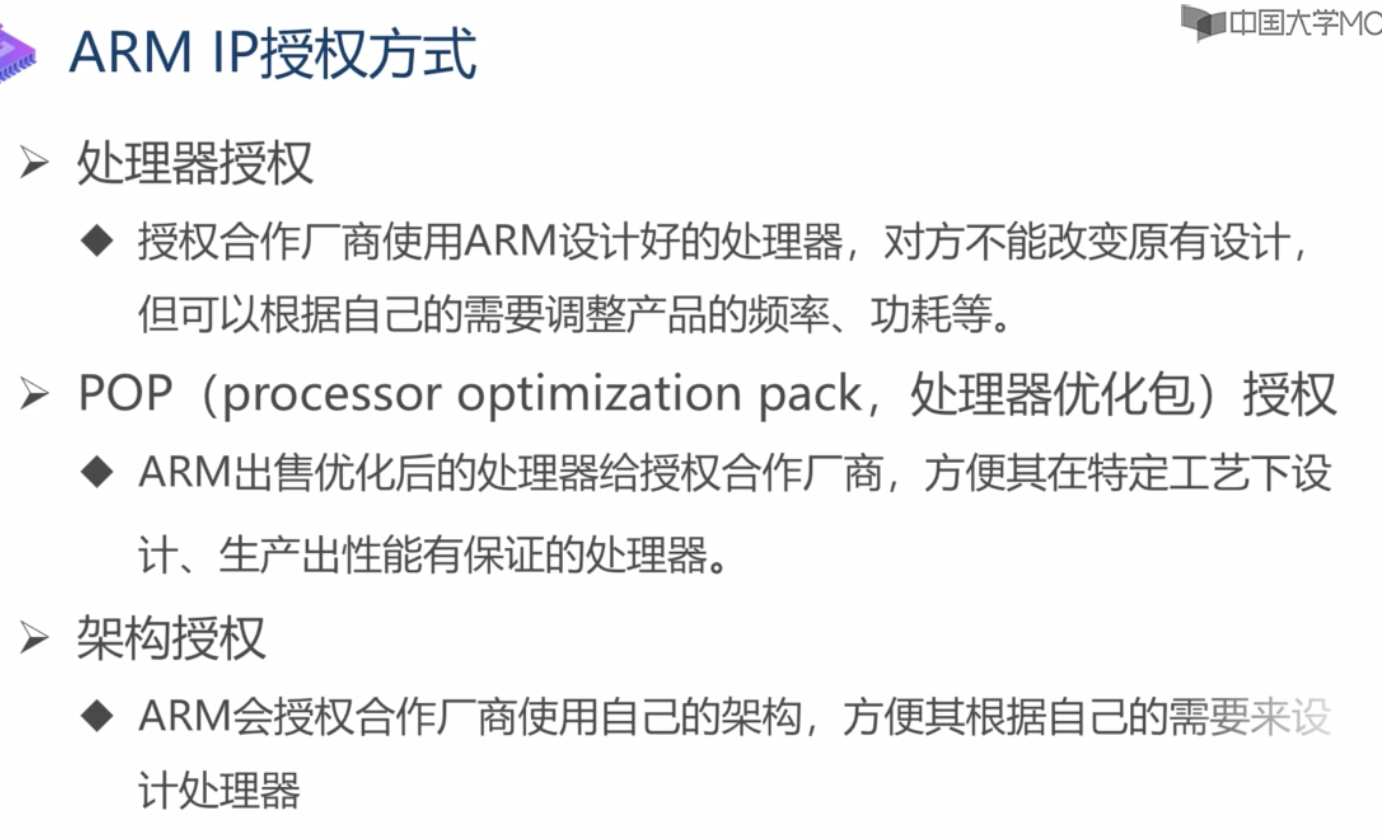 中国大学MO
ARM IP授权方式
➢ 处理器授权
◆ 授权合作厂商使用ARM设计好的处理器，对方不能改变原有设计，
但可以根据自己的需要调整产品的频率、功耗等。
➢ POP（processor optimization pack，处理器优化包）授权
◆ ARM出售优化后的处理器给授权合作厂商，方便其在特定工艺下设
计、生产出性能有保证的处理器。
➢ 架构授权
◆ ARM会授权合作厂商使用自己的架构，方便其根据自己的需要来设
计处理器